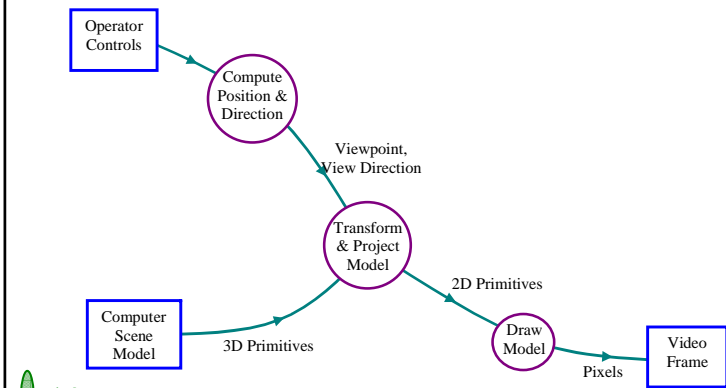 Operator
Controls
Compute
Position &
Direction
Viewpoint,
View Direction
Transform
& Project
Model
2D Primitives
Computer
Scene
Model
3D Primitives
Draw
Model
Pixels
Video
Frame